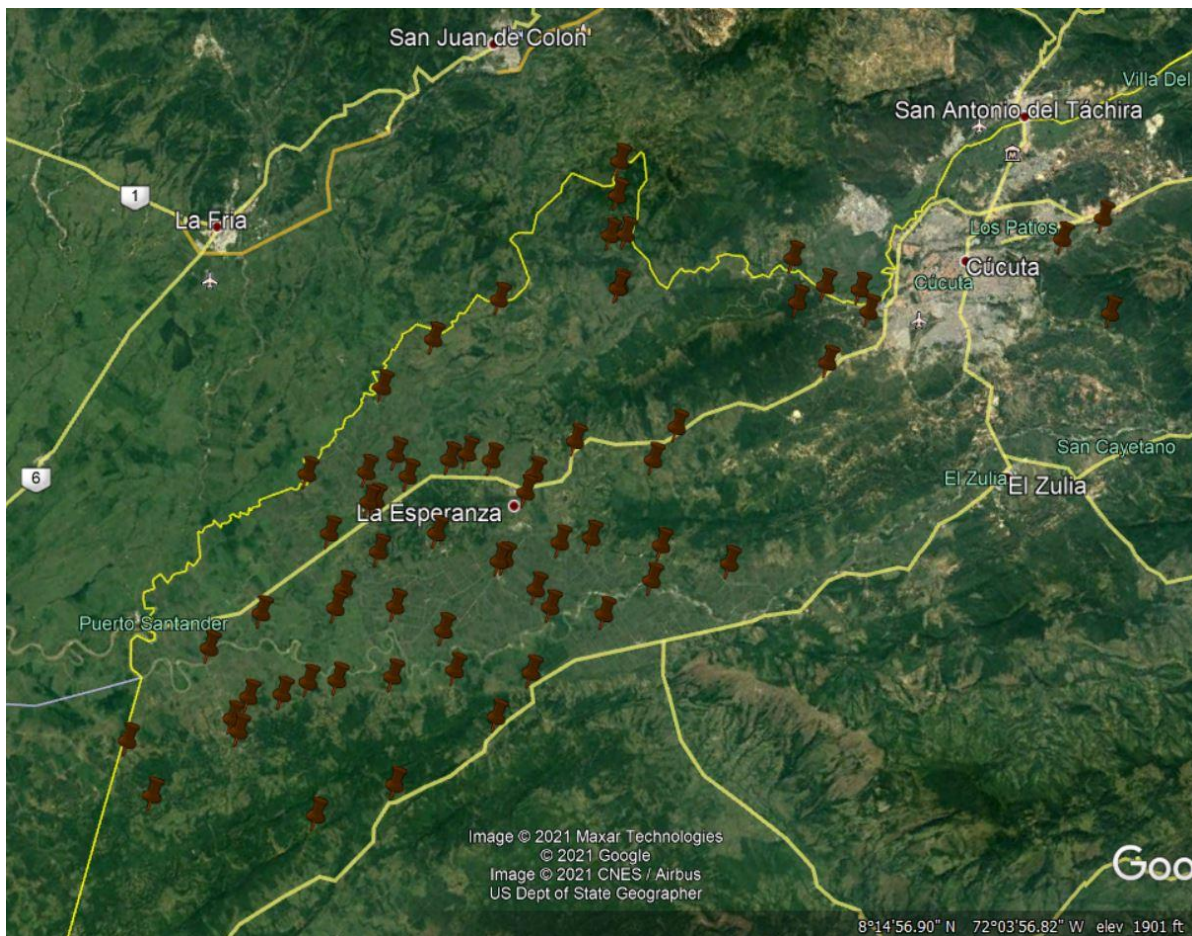 San Juan de Colon
Villa Del
San Antonio del Táchira
1
La Fria
Los Patios
Cúcuta
Cúcuta
San Cayetano
6
El Zulia
El Zulia
La Esperanza
Puerto Santander
Image © 2021 Maxar Technologies
© 2021 Google
Image © 2021 CNES / Airbus
US Dept of State Geographer
Goo
8°14'56.90" N 72°03'56.82" W elev 1901 ft